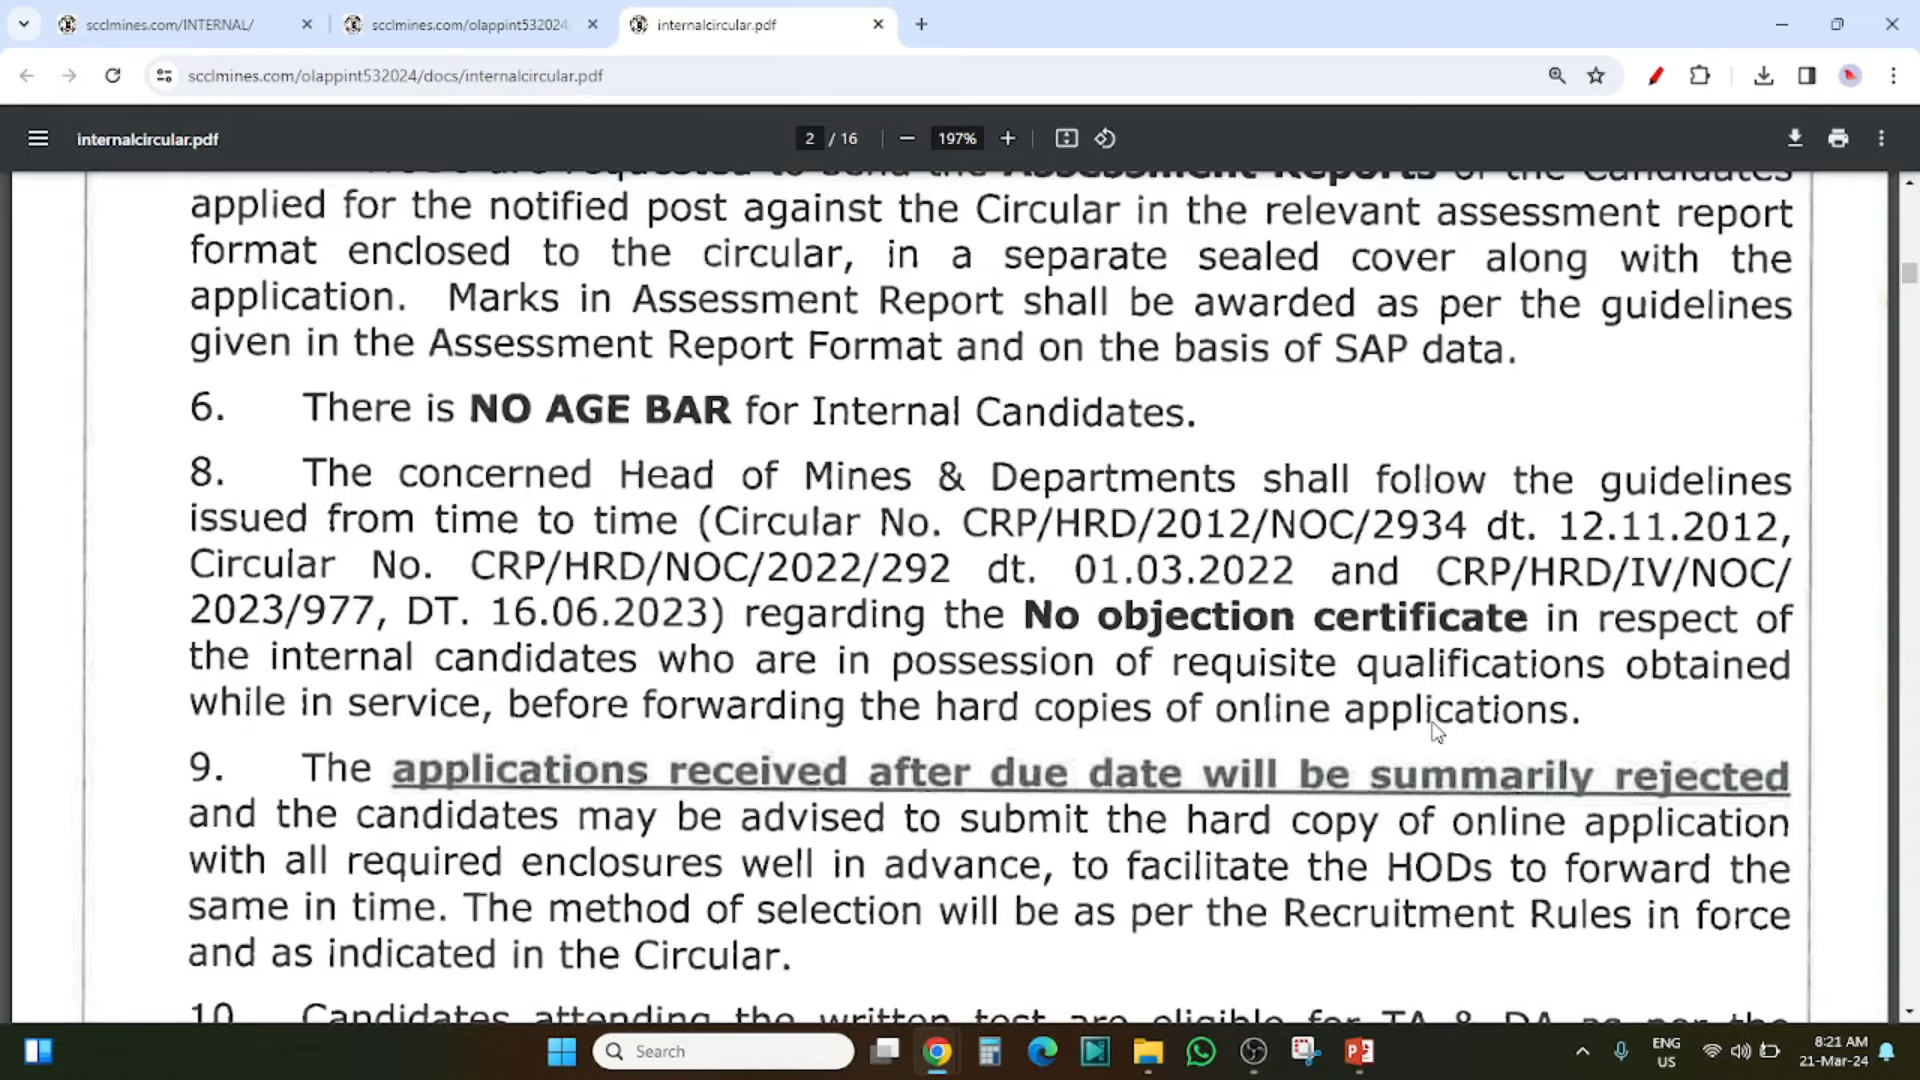 scclmines.com/INTERNAL/
scclmines.com/olappint532024
internalcircular.pdf
scclmines.com/olappint532024/docs/internalcircular.pdf
internalcircular.pdf
2 / 16
197%
Assessment Reports of the Candidates
applied for the notified post against the Circular in the relevant assessment report
format enclosed to the circular, in a separate sealed cover along with the
application. Marks in Assessment Report shall be awarded as per the guidelines
given in the Assessment Report Format and on the basis of SAP data.
6. There is NO AGE BAR for Internal Candidates.
8. The concerned Head of Mines & Departments shall follow the guidelines
issued from time to time (Circular No. CRP/HRD/2012/NOC/2934 dt. 12.11.2012,
Circular No. CRP/HRD/NOC/2022/292 dt. 01.03.2022 and CRP/HRD/IV/NOC/
2023/977, DT. 16.06.2023) regarding the No objection certificate in respect of
the internal candidates who are in possession of requisite qualifications obtained
while in service, before forwarding the hard copies of online applications.
9. The applications received after due date will be summarily rejected
and the candidates may be advised to submit the hard copy of online application
with all required enclosures well in advance, to facilitate the HODs to forward the
same in time. The method of selection will be as per the Recruitment Rules in force
and as indicated in the Circular.
10. Candidates attending the written test are eligible for TA & DA as per the
Search
ENG
US
8:21 AM
21-Mar-24